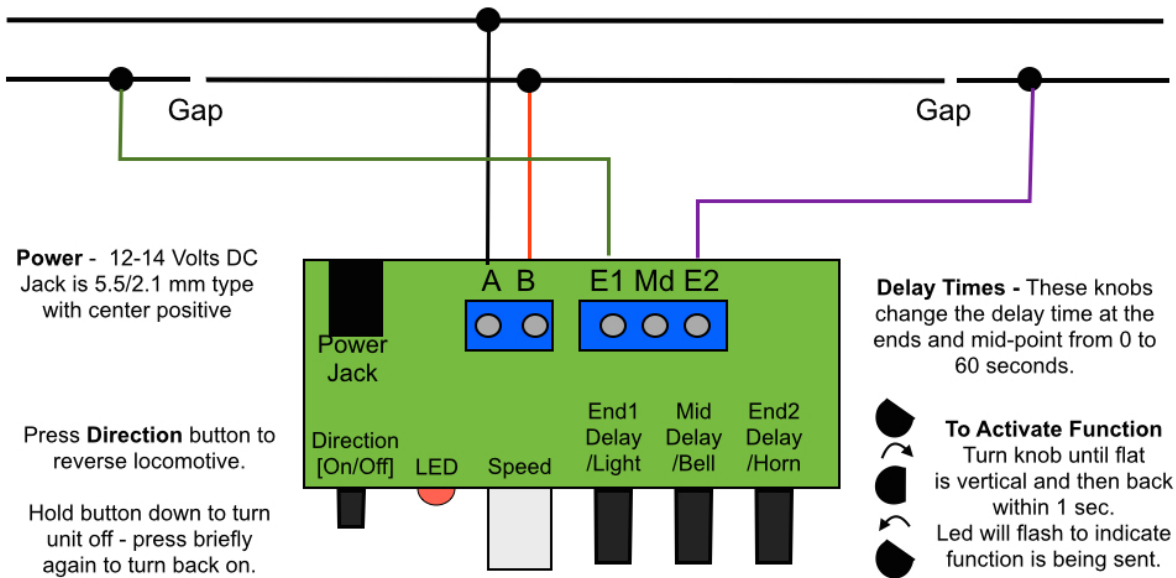 Gap
Gap
Power - 12-14 Volts DC
Jack is 5.5/2.1 mm type
with center positive
A B E1 Md E2
Power
Jack
Delay Times - These knobs
change the delay time at the
ends and mid-point from 0 to
60 seconds.
Press Direction button to
reverse locomotive.
Hold button down to turn
unit off - press briefly
again to turn back on.
Direction
[On/Off]
LED
Speed
End1
Delay
/Light
Mid
Delay
/Bell
End2
Delay
/Horn
To Activate Function
Turn knob until flat
is vertical and then back
within 1 sec.
Led will flash to indicate
function is being sent.